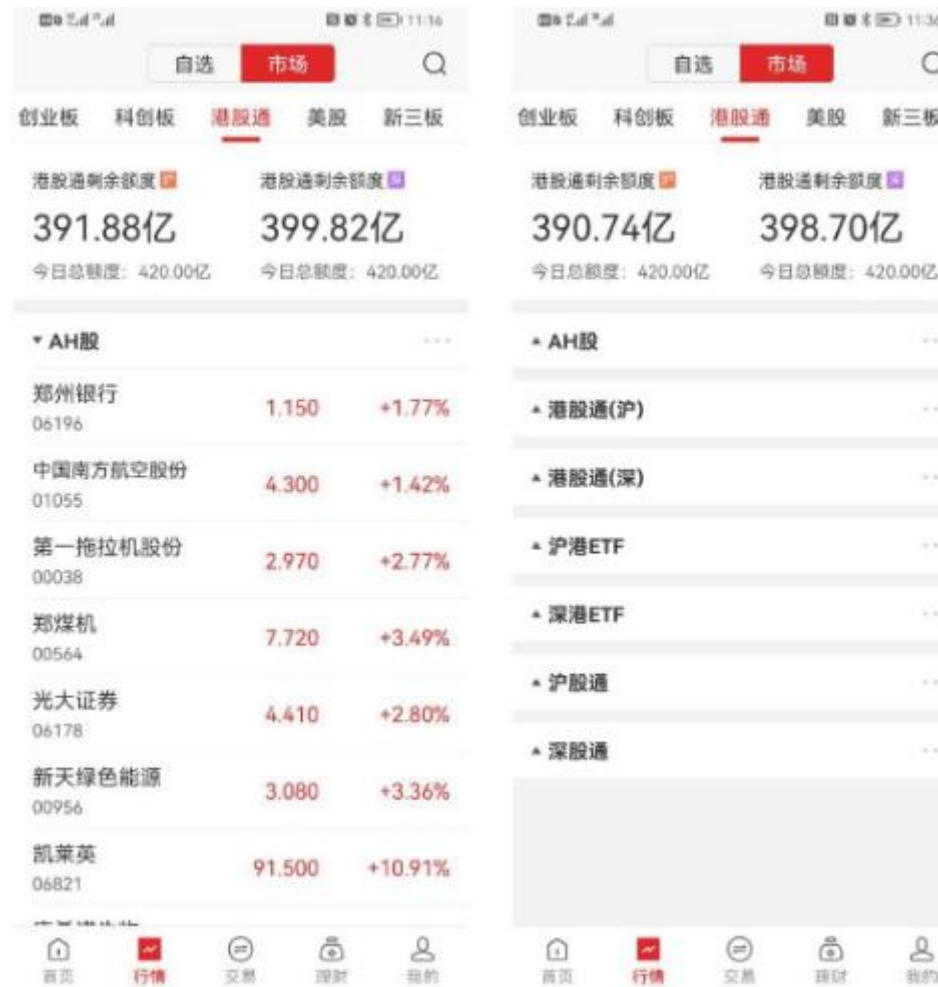 11:16
自选 市场
创业板 科创板 港股通 美股 新三板
港股通剩余额度 沪 港股通剩余额度 深
391.88亿 399.82亿
今日总额度：420.00亿 今日总额度：420.00亿
AH股
郑州银行 1.150 +1.77%
06196
中国南方航空股份 4.300 +1.42%
01055
第一拖拉机股份 2.970 +2.77%
00038
郑煤机 7.720 +3.49%
00564
光大证券 4.410 +2.80%
06178
新天绿色能源 3.080 +3.36%
00956
凯莱英 91.500 +10.91%
06821
首页 行情 交易 理财 我的
11:36
自选 市场
创业板 科创板 港股通 美股 新三板
港股通剩余额度 沪 港股通剩余额度 深
390.74亿 398.70亿
今日总额度：420.00亿 今日总额度：420.00亿
AH股
港股通(沪)
港股通(深)
沪港ETF
深港ETF
沪股通
深股通
首页 行情 交易 理财 我的